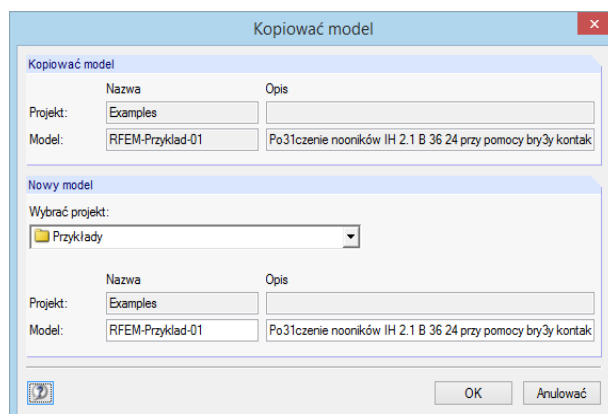 Kopiować model
Kopiować model
Nazwa Opis
Projekt: Examples
Model: RFEM-Przyklad-01 Po31czenie nooników IH 2.1 B 36 24 przy pomocy bry3y kontak
Nowy model
Wybrać projekt:
Przykłady
Nazwa Opis
Projekt: Examples
Model: RFEM-Przyklad-01 Po31czenie nooników IH 2.1 B 36 24 przy pomocy bry3y kontak
OK Anulować